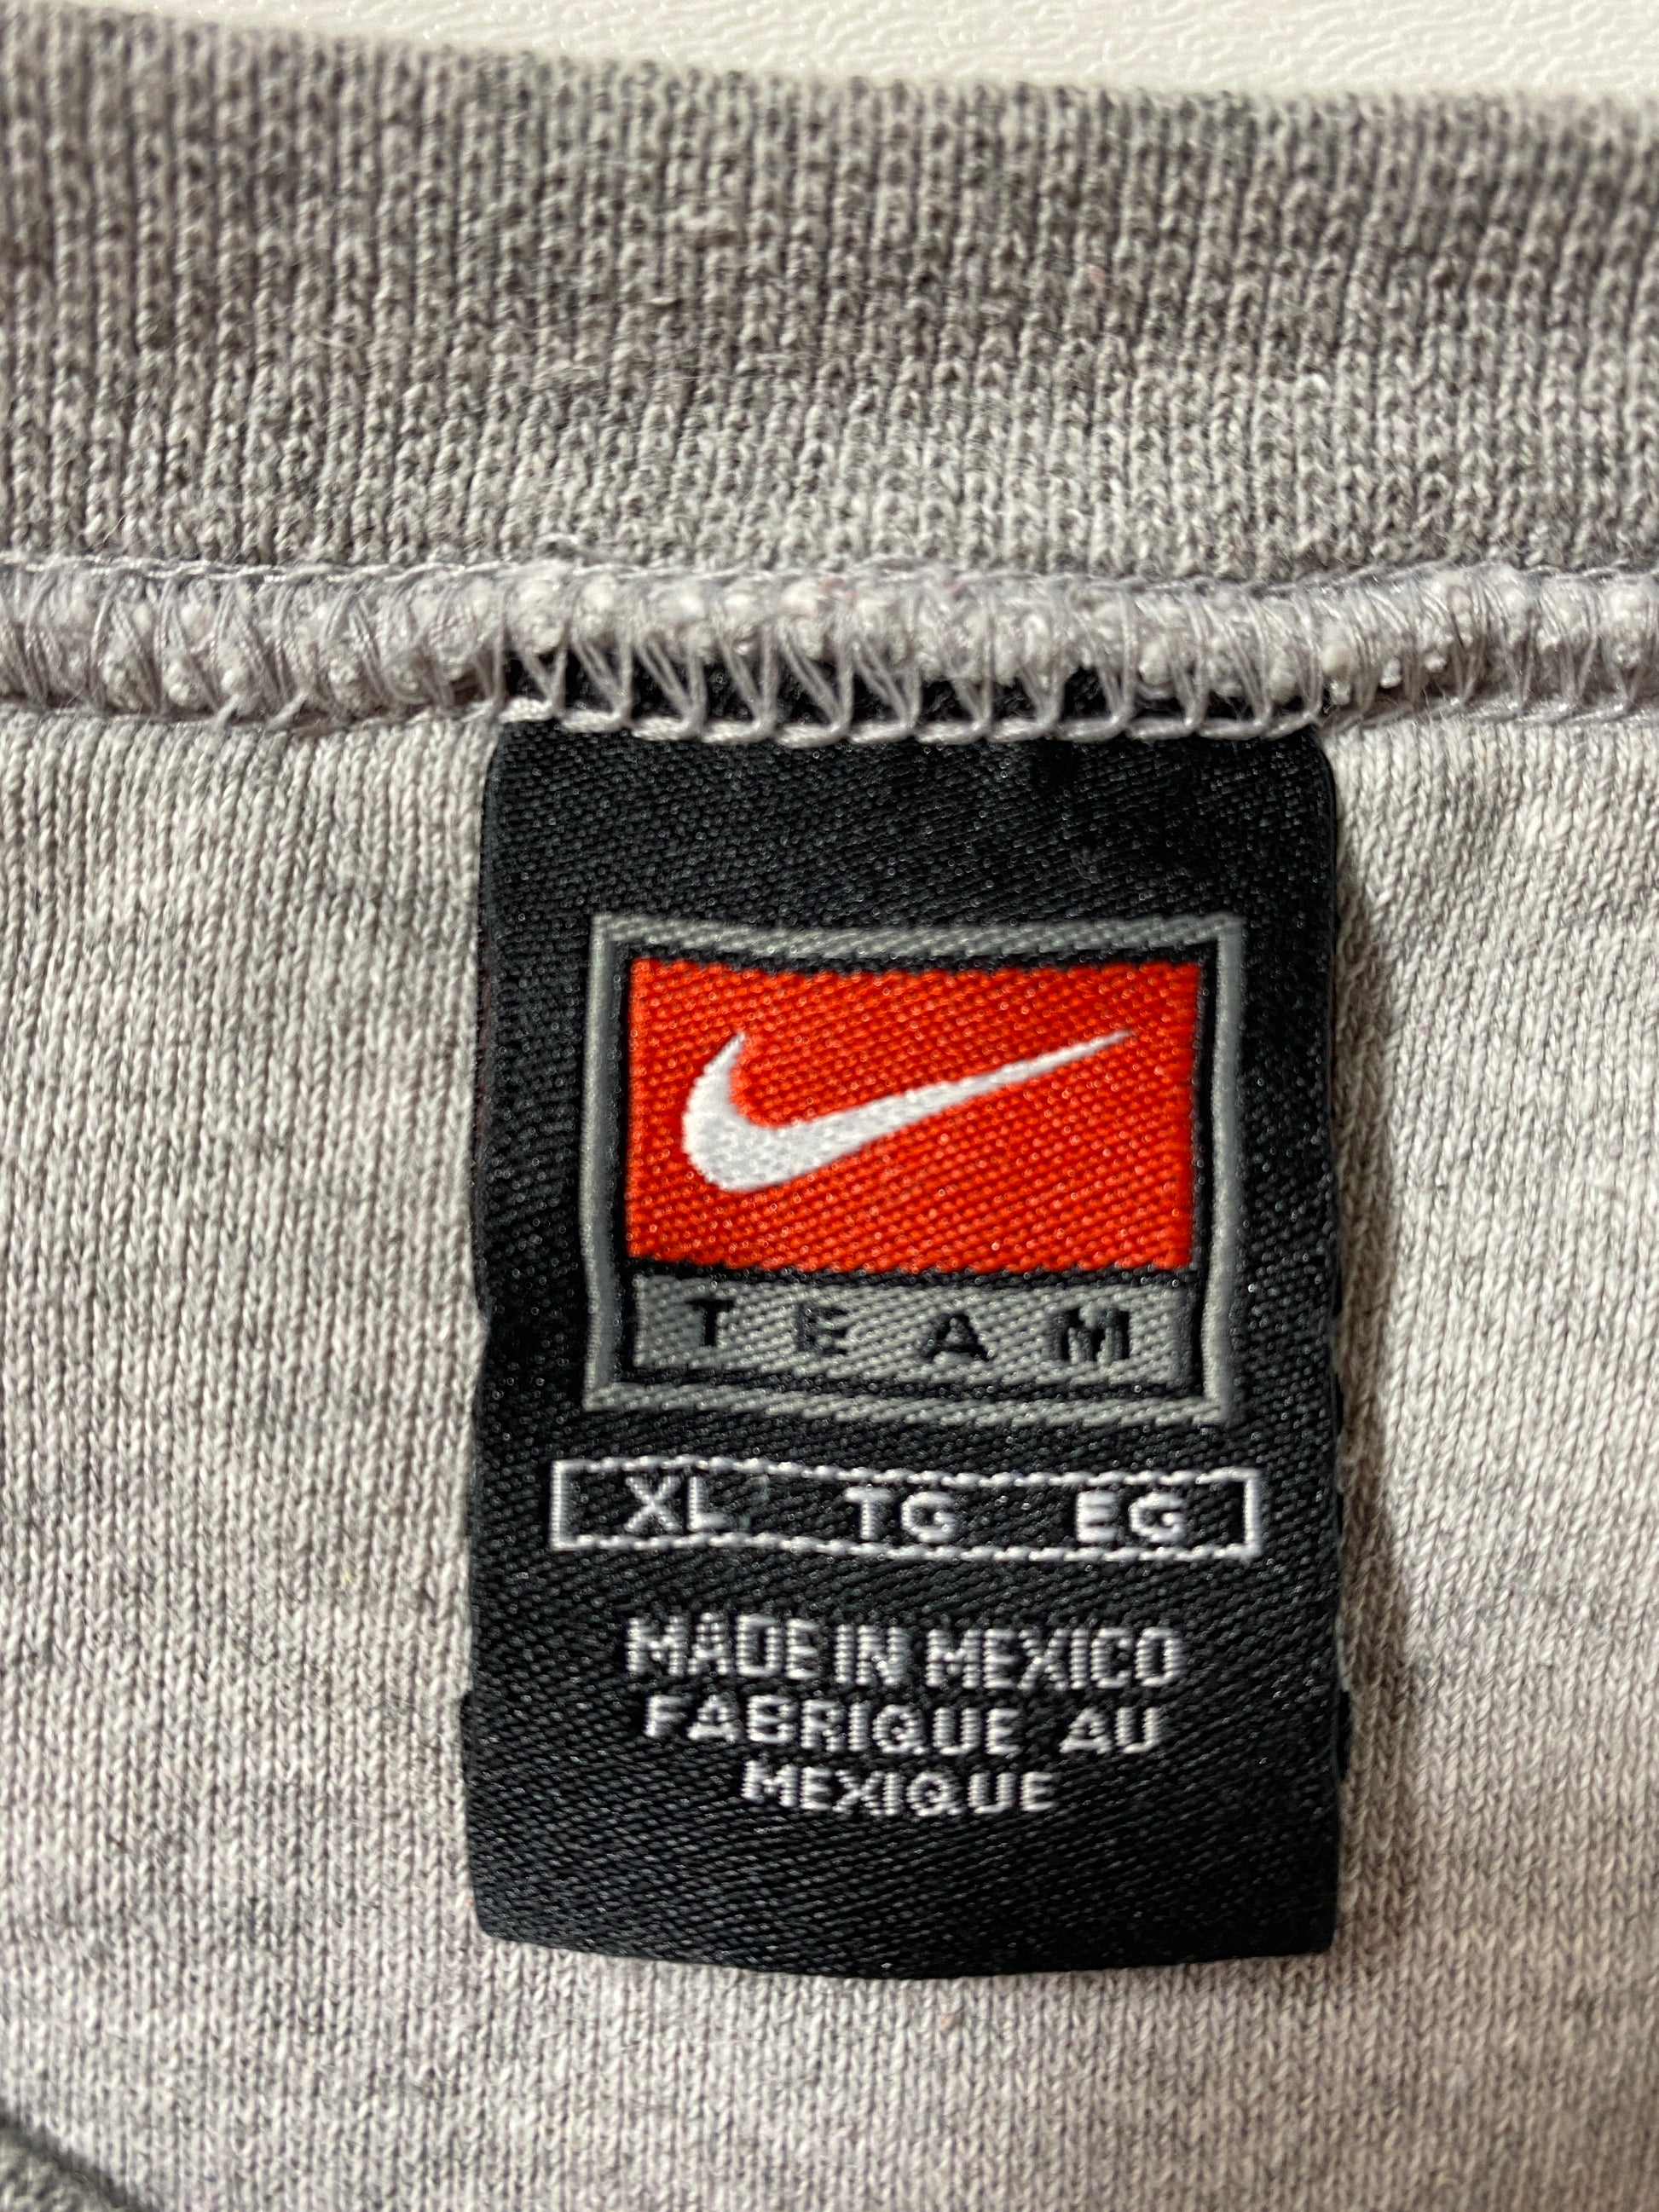 TEAM
XL TG EG
MADE IN MEXICO
FABRIQUE AU
MEXIQUE